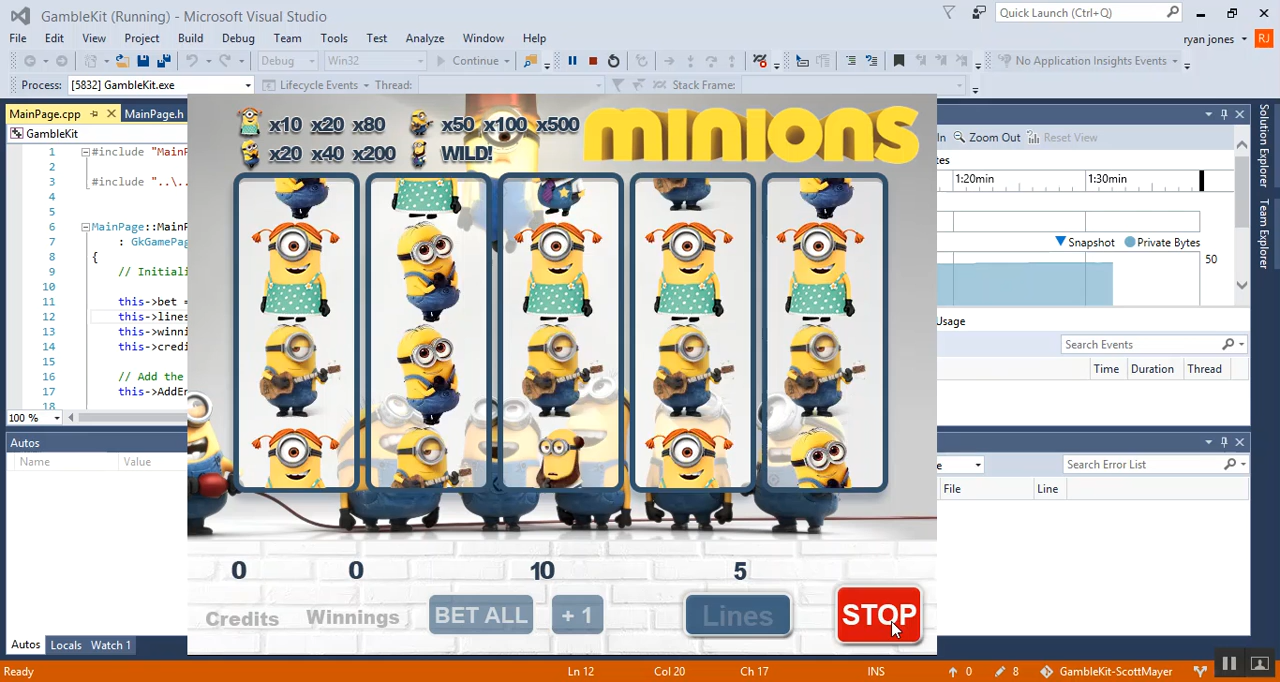 GambleKit (Running) - Microsoft Visual Studio
Quick Launch (Ctrl+Q)
File Edit View Project Build Debug Team Tools Test Analyze Window Help
ryan jones RJ
Debug Win32 Continue
No Application Insights Events
Process: [5832] GambleKit.exe Lifecycle Events Thread: Stack Frame:
MainPage.cpp MainPage.h
GambleKit
In Zoom Out Reset View
1 #include "MainP
2
3 #include "..\..
4
5
6 MainPage::MainP
7 : GkGamePag
8 {
9 // Initiali
10
11 this->bet =
12 this->lines
13 this->winni
14 this->credi
15
16 // Add the
17 this->AddEn
18
100 %
x10 x20 x80
x50 x100 x500
x20 x40 x200
WILD!
MINIONS
1:20min 1:30min
Snapshot Private Bytes
50
Usage
Search Events
Time Duration Thread
Solution Explorer
Team Explorer
Autos
Name Value
Search Error List
File Line
0 0 10 5
Credits Winnings BET ALL + 1 Lines STOP
Autos Locals Watch 1
Ready Ln 12 Col 20 Ch 17 INS 0 8 GambleKit-ScottMayer